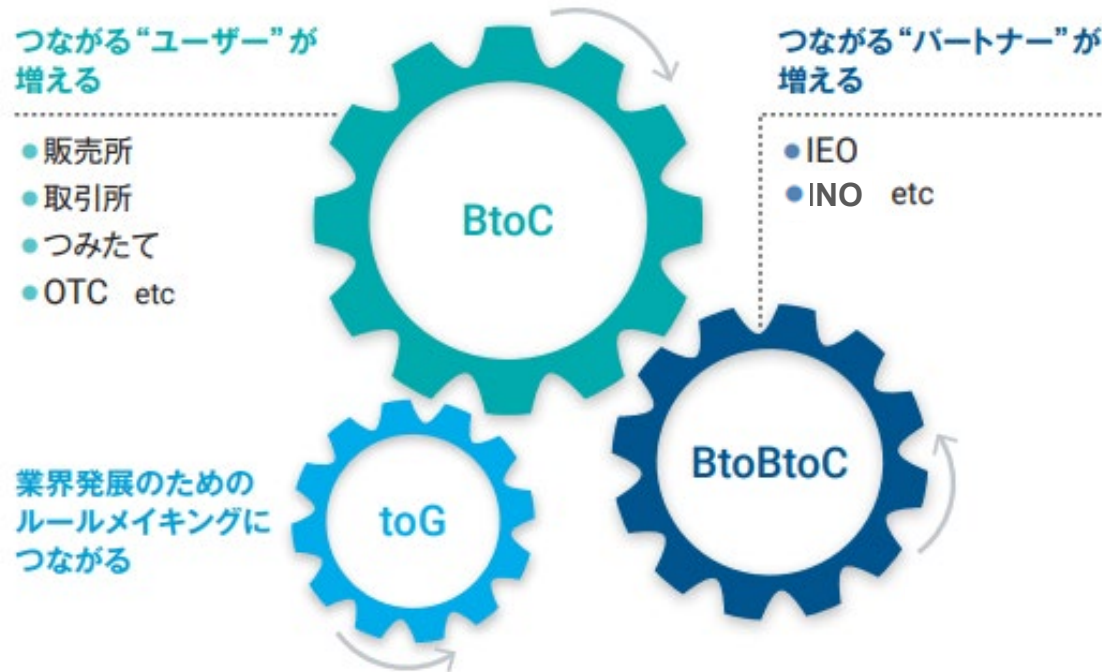 つながる“ユーザー”が
増える
●販売所
●取引所
●つみたて
●OTC etc
BtoC
つながる“パートナー”が
増える
●IEO
●INO etc
BtoBtoC
業界発展のための
ルールメイキングに
つながる
toG